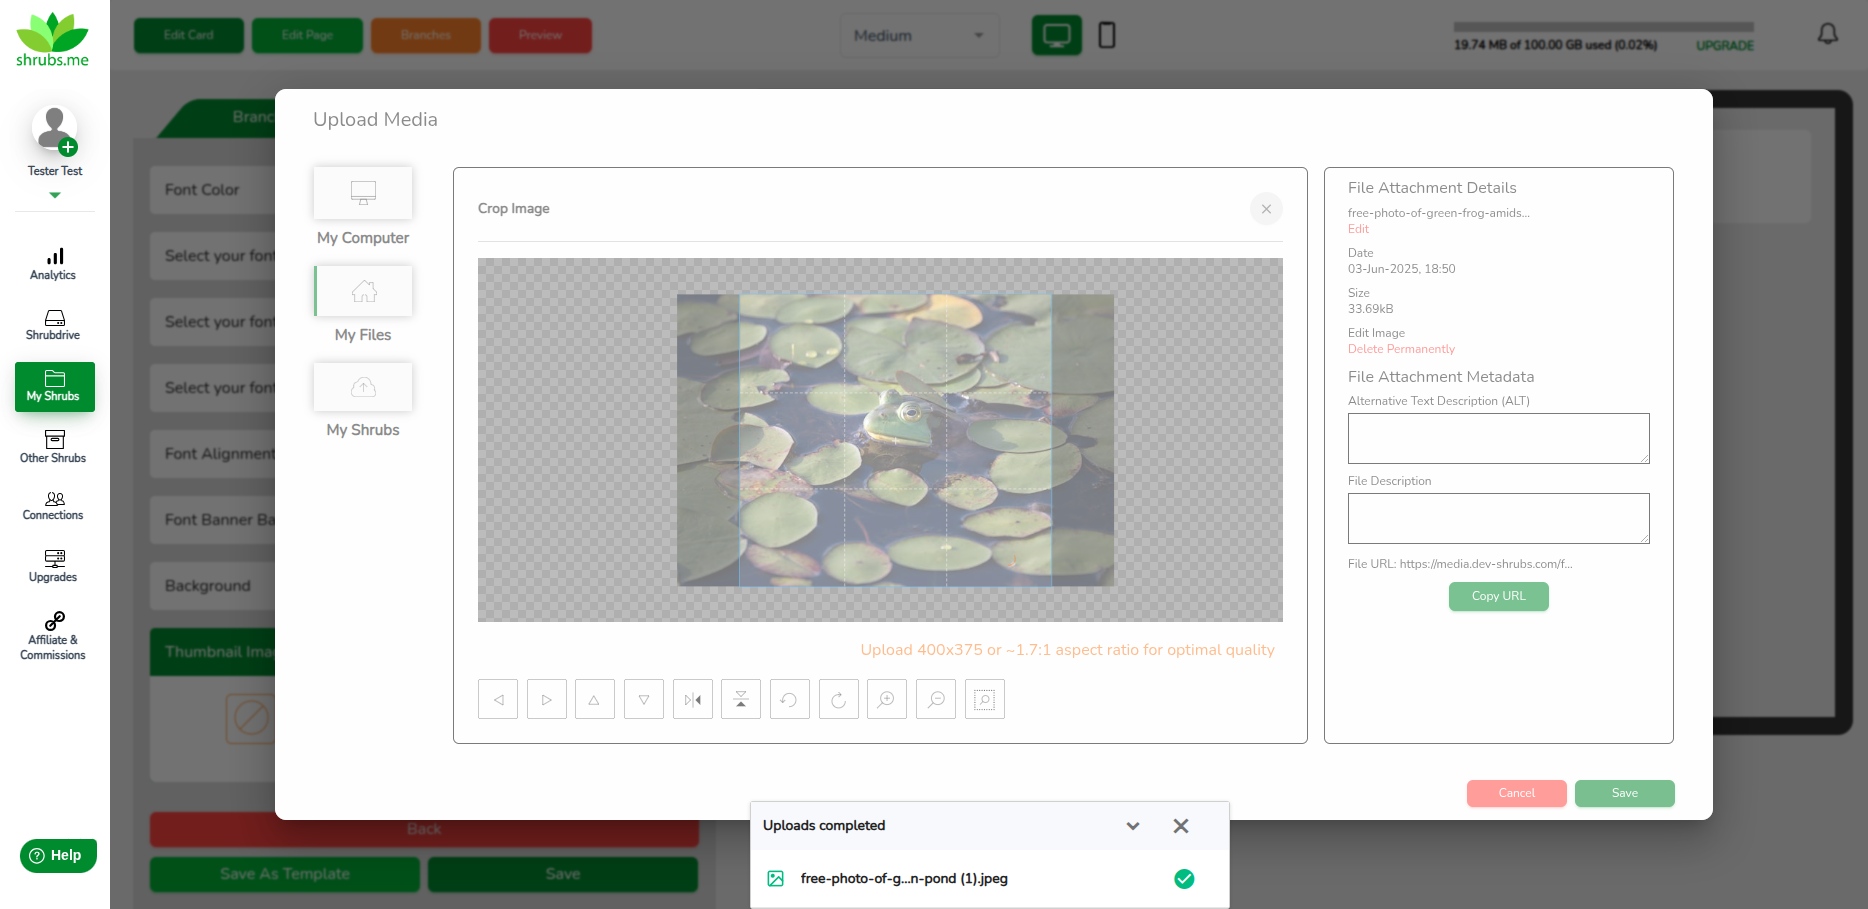 shrubs.me
Tester Test
Analytics
Shrubdrive
My Shrubs
Other Shrubs
Connections
Upgrades
Affiliate &
Commissions
Help
Edit Card
Edit Page
Branches
Preview
Medium
19.74 MB of 100.00 GB used (0.02%)
UPGRADE
Font Color
Select your font
Select your
Select your font
Font Alignment
Font Banner
Background
Thumbnail
Back
Save As Template
Save
Upload Media
My Computer
My Files
My Shrubs
Crop Image
Upload 400x375 or ~1.7:1 aspect ratio for optimal quality
File Attachment Details
free-photo-of-green-frog-amids...
Edit
Date
03-Jun-2025, 18:50
Size
33.69kB
Edit Image
Delete Permanently
File Attachment Metadata
Alternative Text Description (ALT)
File Description
File URL: https://media.dev-shrubs.com/f...
Copy URL
Cancel
Save
Uploads completed
free-photo-of-g...n-pond (1).jpeg